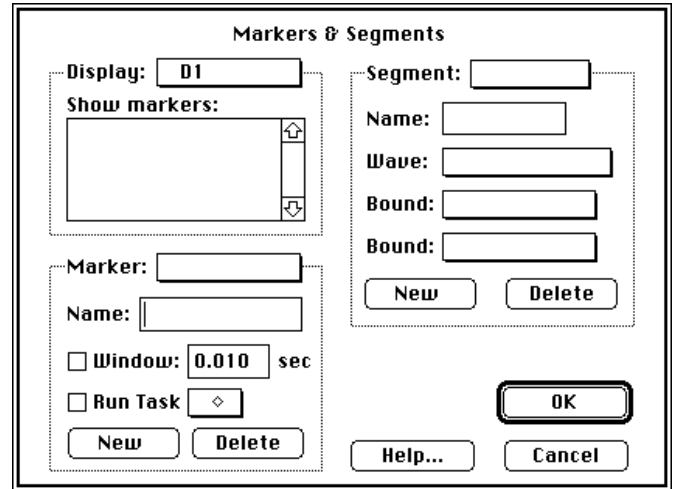 Markers & Segments
Display: D1
Show markers:
Marker:
Name:
Window: 0.010 sec
Run Task
New Delete
Segment:
Name:
Wave:
Bound:
Bound:
New Delete
OK
Help... Cancel